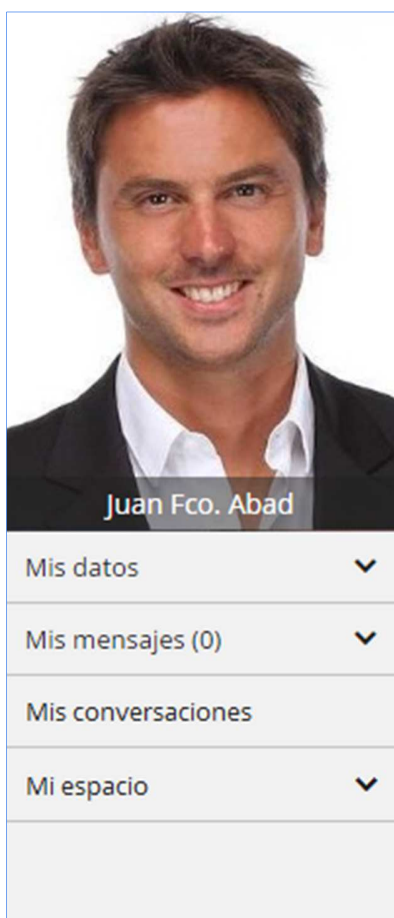 Juan Fco. Abad
Mis datos
Mis mensajes (0)
Mis conversaciones
Mi espacio